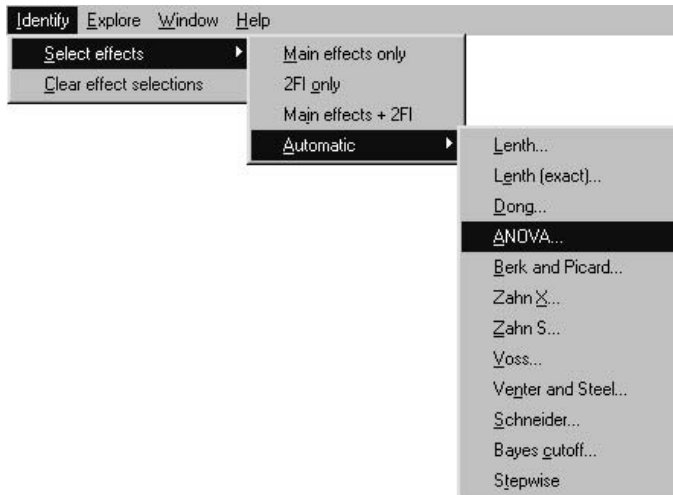 Identify Explore Window Help
Select effects
Clear effect selections
Main effects only
2FI only
Main effects + 2FI
Automatic
Lenth...
Lenth (exact)...
Dong...
ANOVA...
Berk and Picard...
Zahn X...
Zahn S...
Voss...
Venter and Steel...
Schneider...
Bayes cutoff...
Stepwise